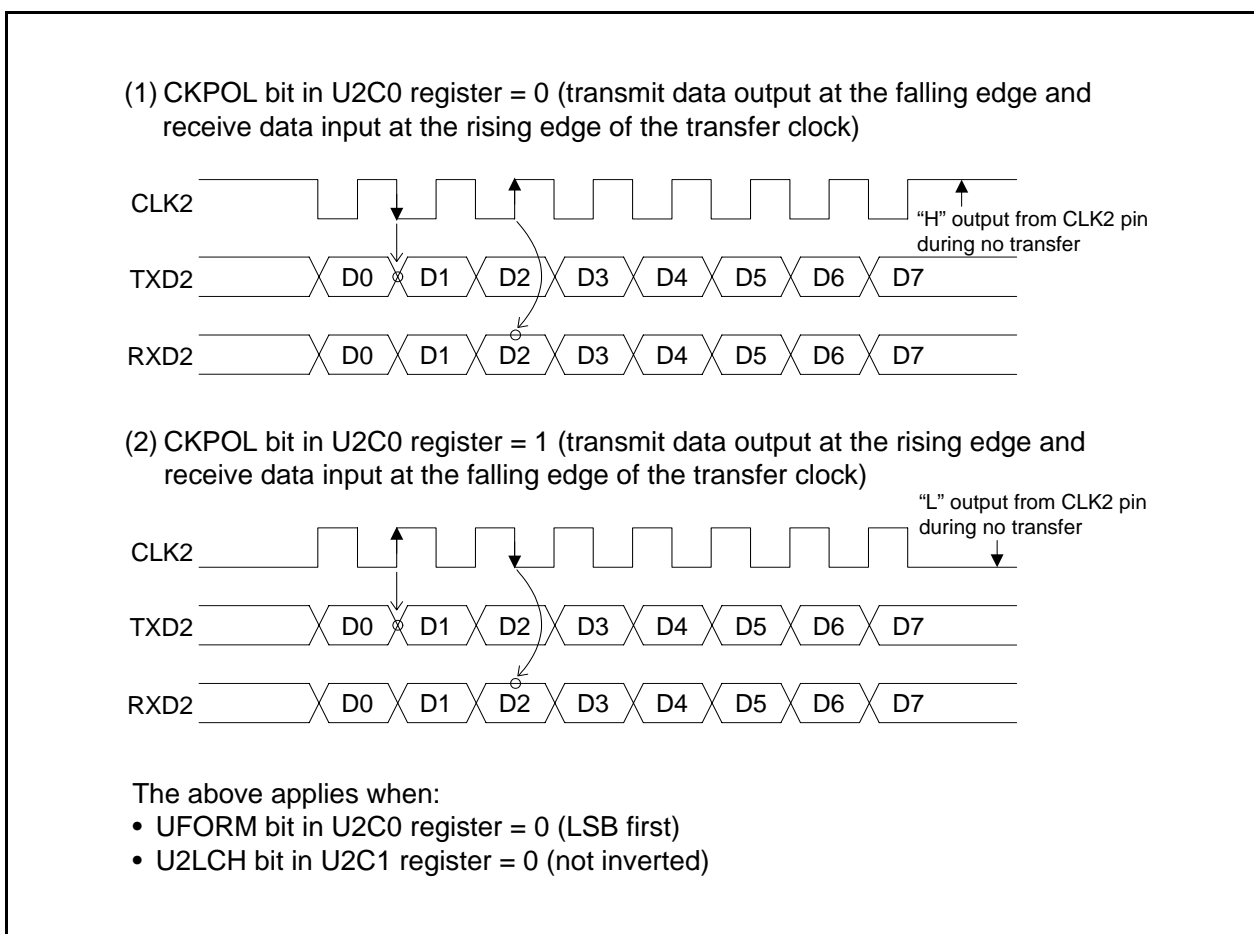 (1) CKPOL bit in U2C0 register = 0 (transmit data output at the falling edge and
receive data input at the rising edge of the transfer clock)
CLK2
“H” output from CLK2 pin
during no transfer
TXD2 D0 D1 D2 D3 D4 D5 D6 D7
RXD2 D0 D1 D2 D3 D4 D5 D6 D7
(2) CKPOL bit in U2C0 register = 1 (transmit data output at the rising edge and
receive data input at the falling edge of the transfer clock)
“L” output from CLK2 pin
during no transfer
CLK2
TXD2 D0 D1 D2 D3 D4 D5 D6 D7
RXD2 D0 D1 D2 D3 D4 D5 D6 D7
The above applies when:
• UFORM bit in U2C0 register = 0 (LSB first)
• U2LCH bit in U2C1 register = 0 (not inverted)